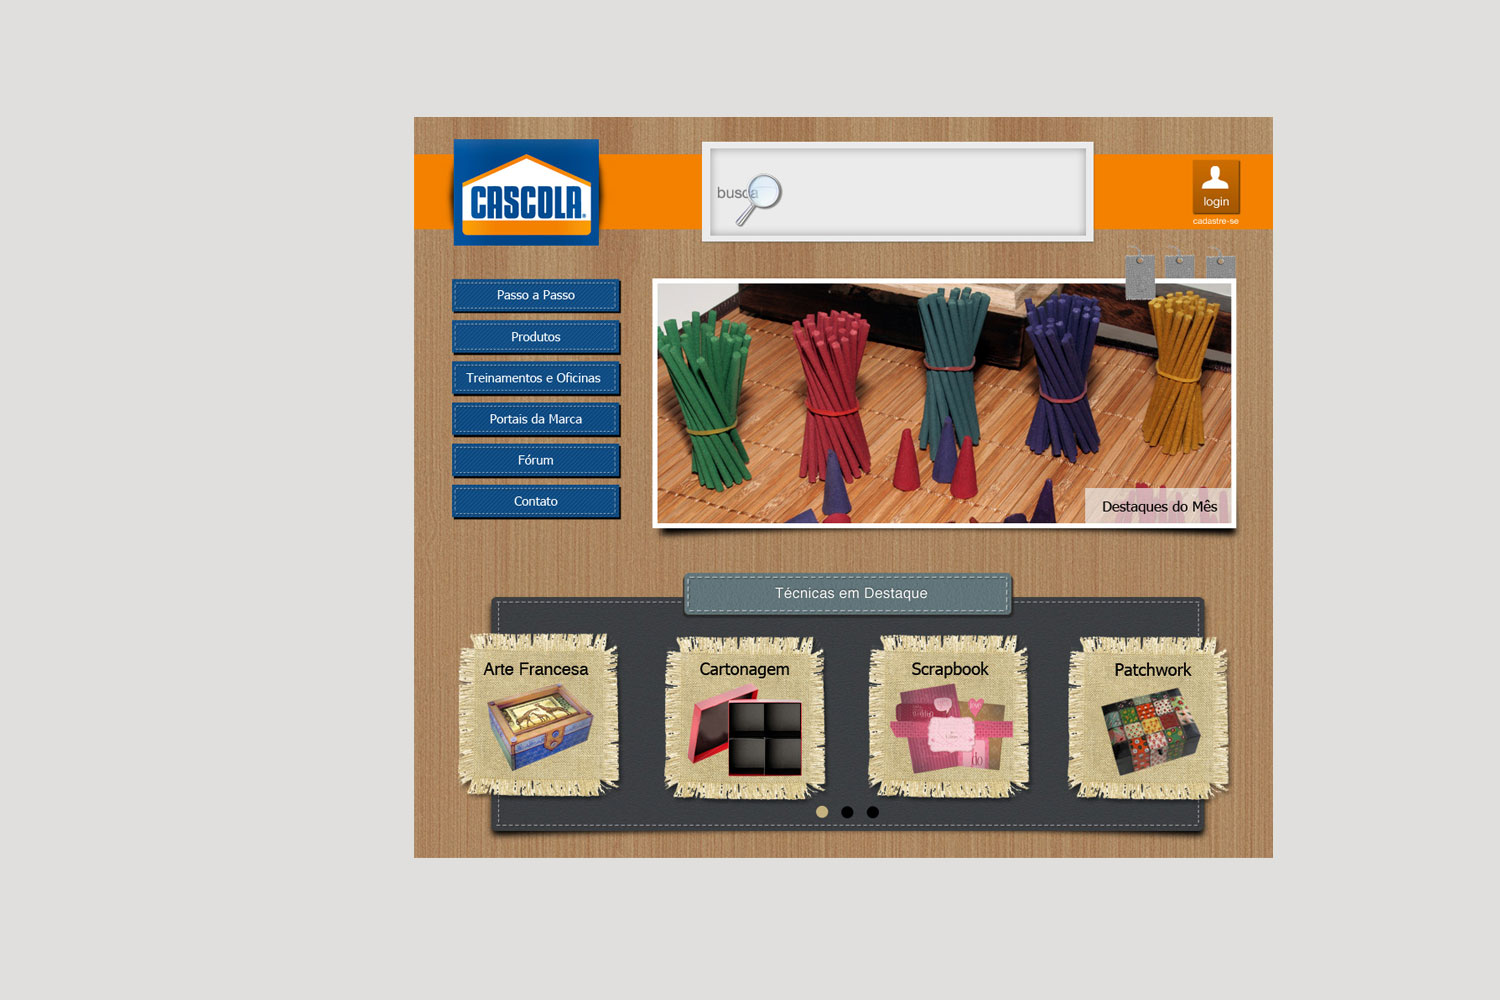 CASCOLA®
busca
login
cadastre-se
Passo a Passo
Produtos
Treinamentos e Oficinas
Portais da Marca
Fórum
Contato
Destaques do Mês
Técnicas em Destaque
Arte Francesa
Cartonagem
Scrapbook
Patchwork